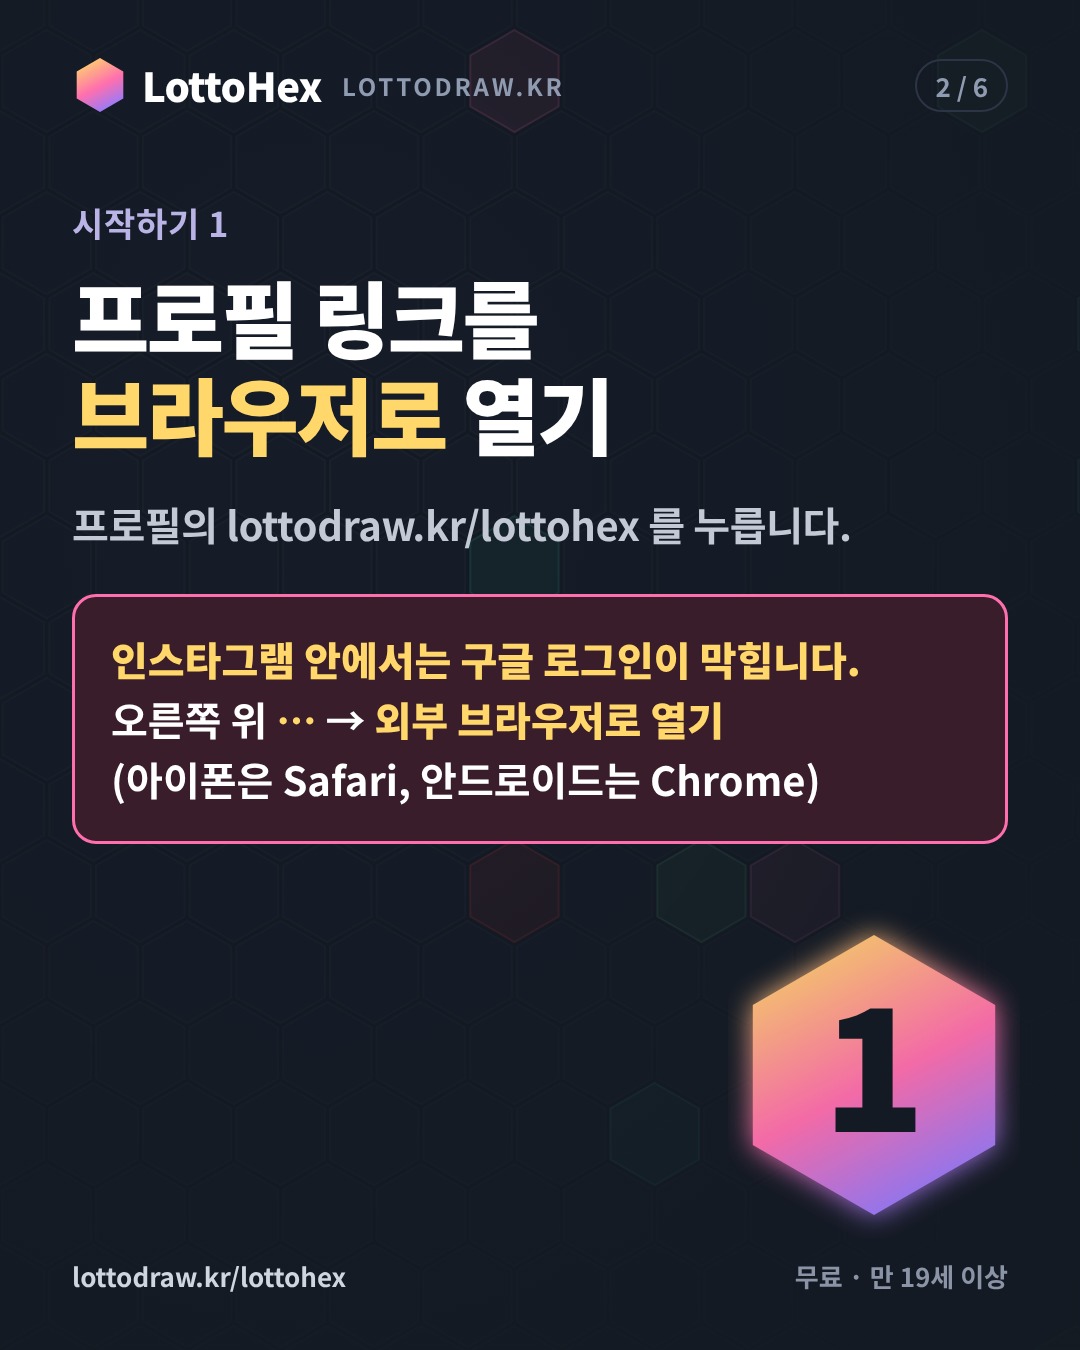 LottoHex LOTTODRAW.KR
2 / 6
시작하기 1
프로필 링크를
브라우저로 열기
프로필의 lottodraw.kr/lottohex 를 누릅니다.
인스타그램 안에서는 구글 로그인이 막힙니다.
오른쪽 위 ⋯ → 외부 브라우저로 열기
(아이폰은 Safari, 안드로이드는 Chrome)
1
lottodraw.kr/lottohex
무료 · 만 19세 이상